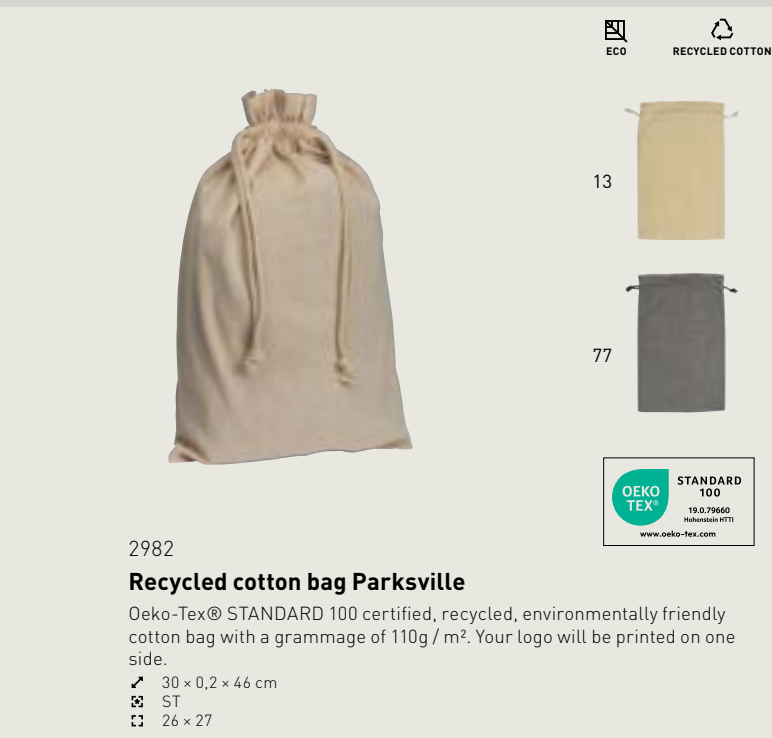 ECO
RECYCLED COTTON
13
77
OEKO
TEX®
STANDARD
100
19.0.79660
Hohenstein HTTI
www.oeko-tex.com
2982
Recycled cotton bag Parksville
Oeko-Tex® STANDARD 100 certified, recycled, environmentally friendly
cotton bag with a grammage of 110g / m². Your logo will be printed on one
side.
30 × 0,2 × 46 cm
ST
26 × 27